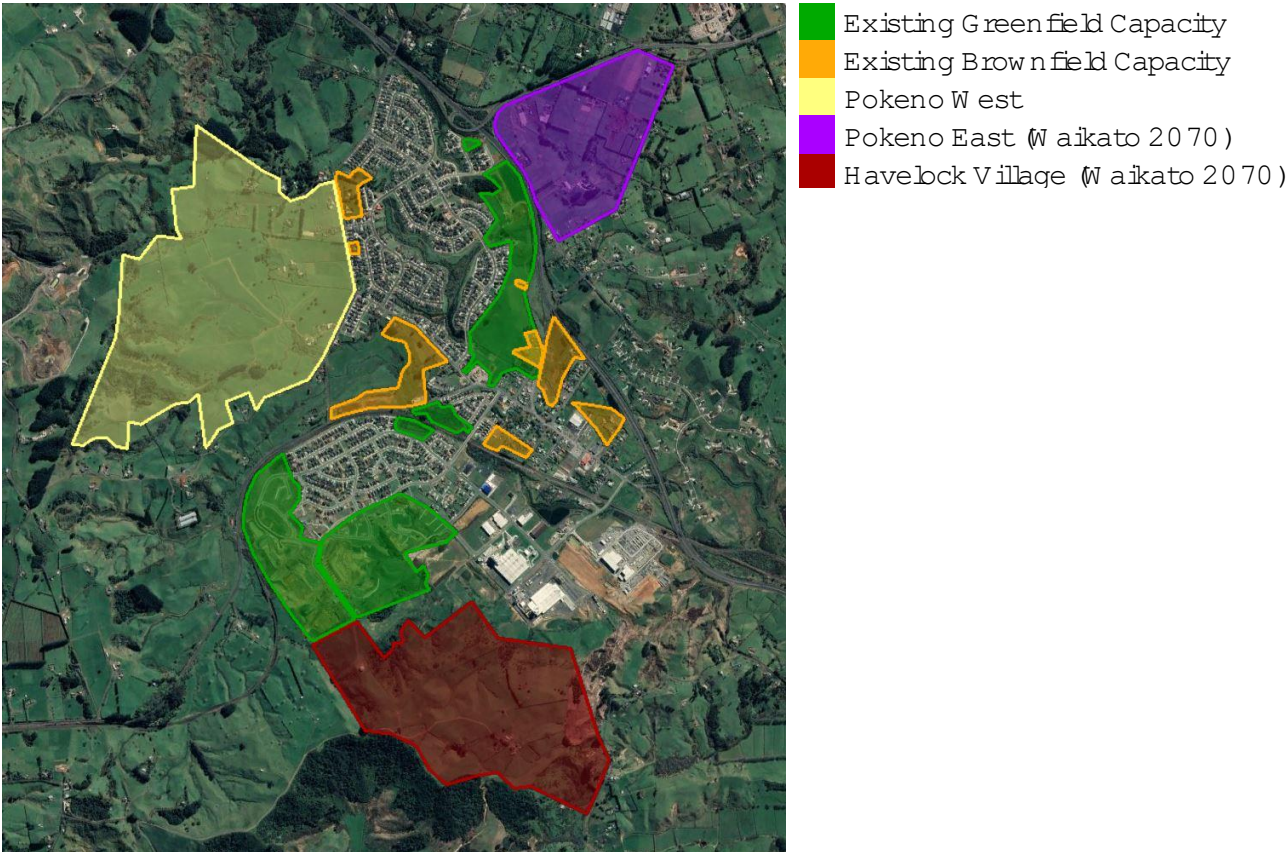 Existing Greenfield Capacity
Existing Brownfield Capacity
Pokeno West
Pokeno East (Waikato 2070)
Havelock Village (Waikato 2070)